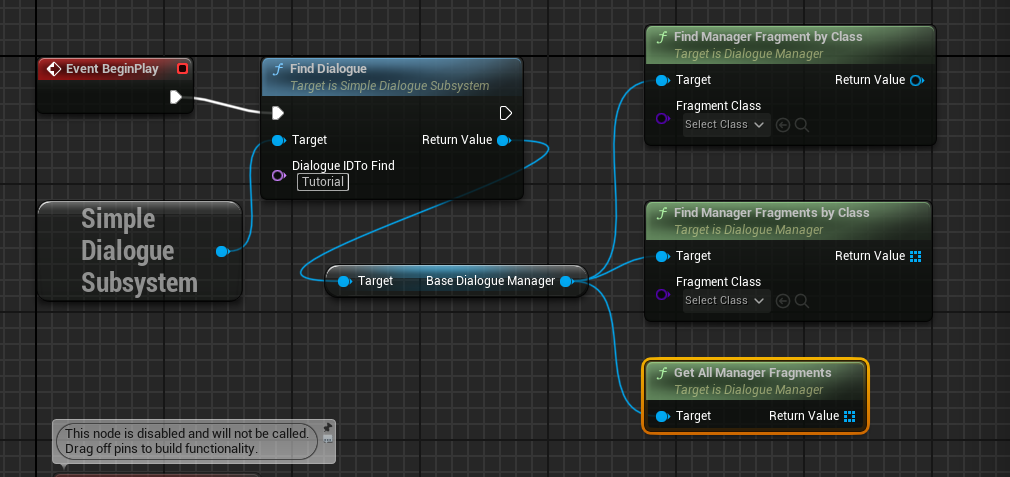 Event BeginPlay
Find Dialogue
Target is Simple Dialogue Subsystem
Target
Return Value
Dialogue IDTo Find
Tutorial
Simple
Dialogue
Subsystem
Target
Base Dialogue Manager
Find Manager Fragment by Class
Target is Dialogue Manager
Target
Return Value
Fragment Class
Select Class
Find Manager Fragments by Class
Target is Dialogue Manager
Target
Return Value
Fragment Class
Select Class
Get All Manager Fragments
Target is Dialogue Manager
Target
Return Value
This node is disabled and will not be called.
Drag off pins to build functionality.